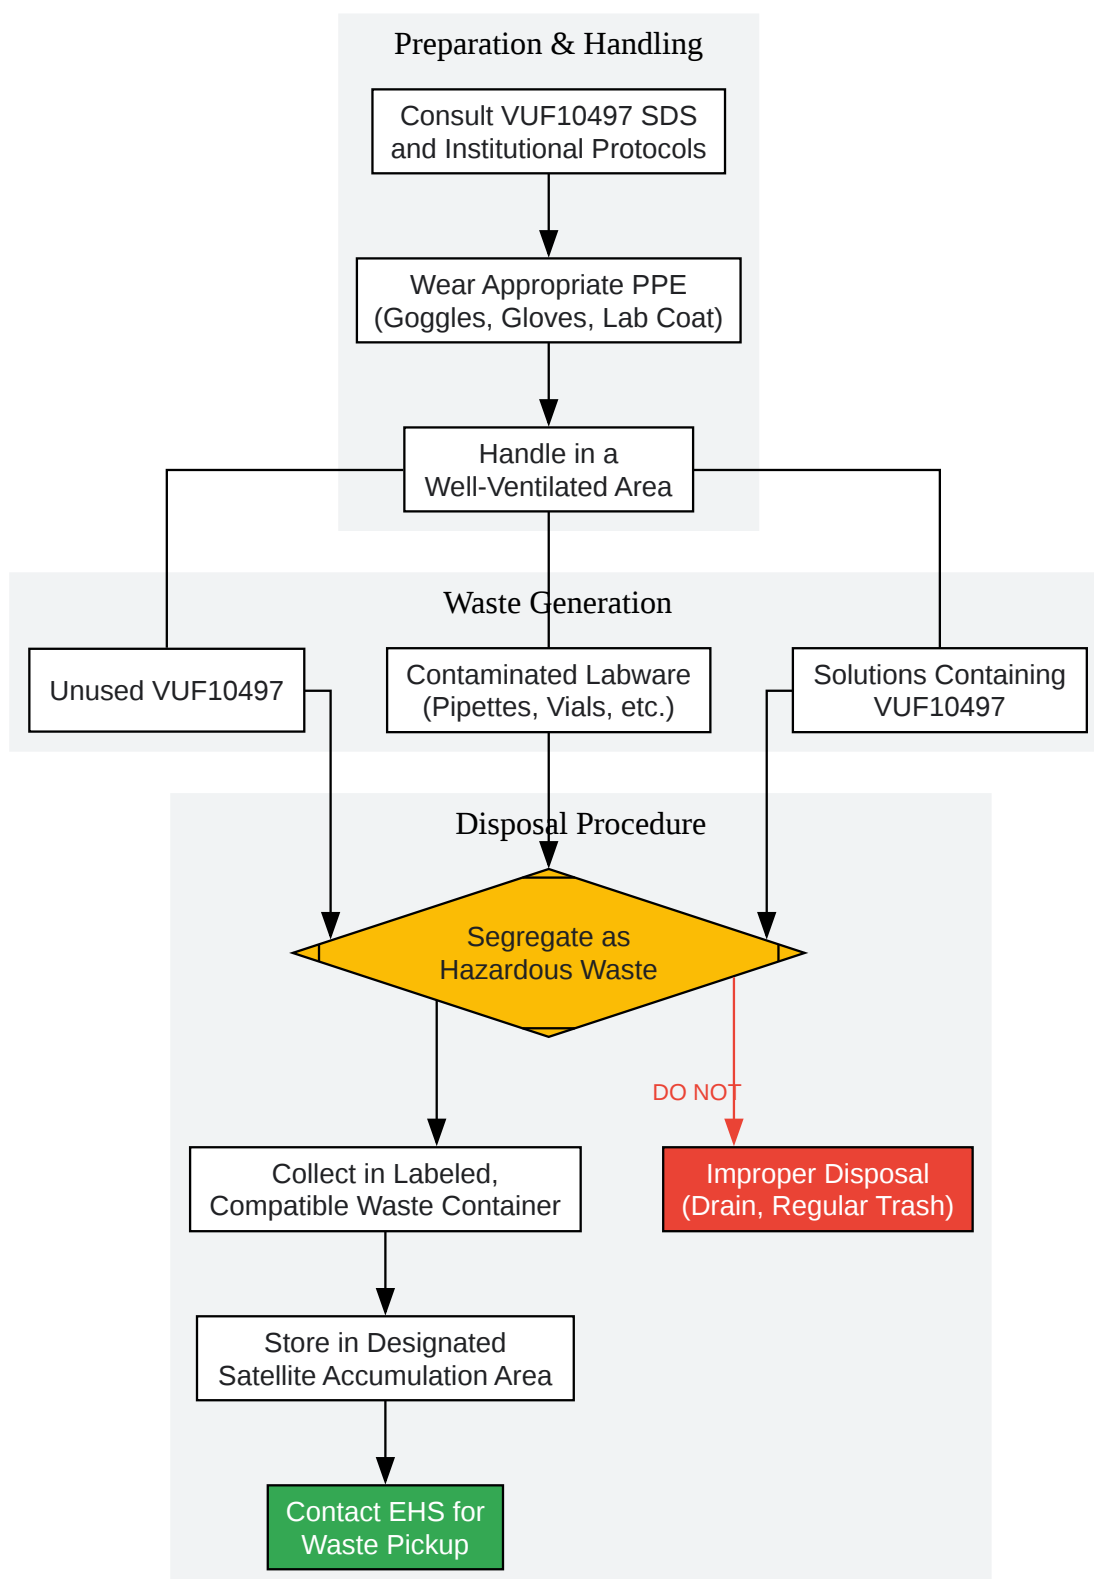 Preparation & Handling
Consult VUF10497 SDS
and Institutional Protocols
Wear Appropriate PPE
(Goggles, Gloves, Lab Coat)
Handle in a
Well-Ventilated Area
Waste Generation
Unused VUF10497
Contaminated Labware
(Pipettes, Vials, etc.)
Solutions Containing
VUF10497
Disposal Procedure
Segregate as
Hazardous Waste
DO NOT
Collect in Labeled,
Compatible Waste Container
Improper Disposal
(Drain, Regular Trash)
Store in Designated
Satellite Accumulation Area
Contact EHS for
Waste Pickup